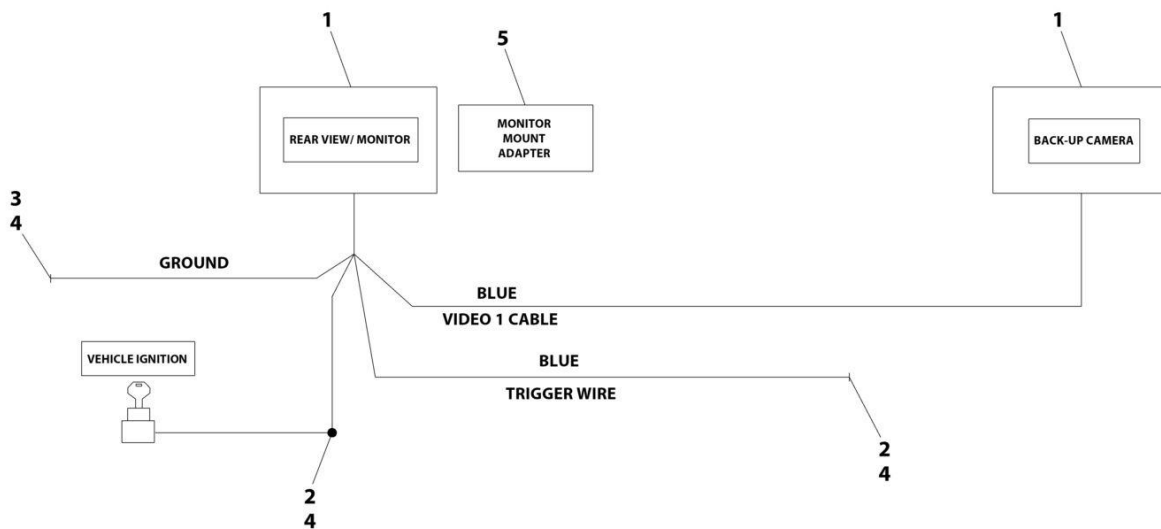 1
1
5
REAR VIEW/ MONITOR
MONITOR
MOUNT
ADAPTER
BACK-UP CAMERA
3
4
GROUND
BLUE
VIDEO 1 CABLE
VEHICLE IGNITION
BLUE
TRIGGER WIRE
2
4
2
4